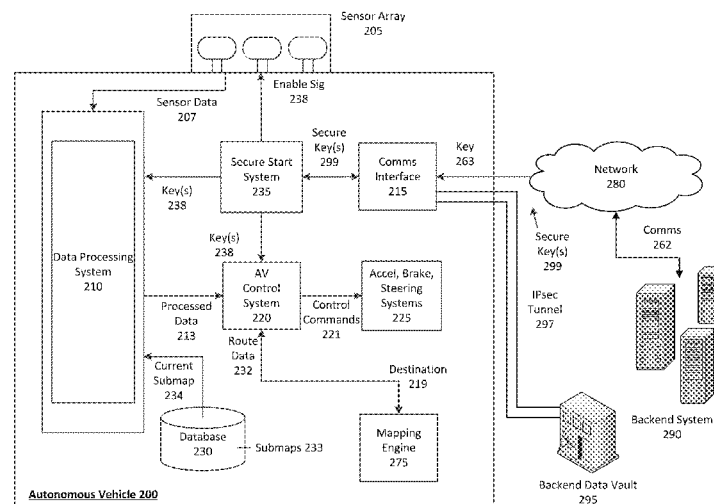 Sensor Array
205
Enable Sig
238
Sensor Data
207
Secure
Key(s)
299
Key
263
Secure Start
System
235
Comms
Interface
215
Network
280
Key(s)
238
Comms
262
Secure
Key(s)
299
Data Processing
System
210
Key(s)
238
AV
Control
System
220
Accel, Brake,
Steering
Systems
225
IPsec
Tunnel
297
Processed
Data
213
Control
Commands
221
Route
Data
232
Destination
219
Current
Submap
234
Database
230
Submaps 233
Mapping
Engine
275
Backend System
290
Backend Data Vault
295
Autonomous Vehicle 200